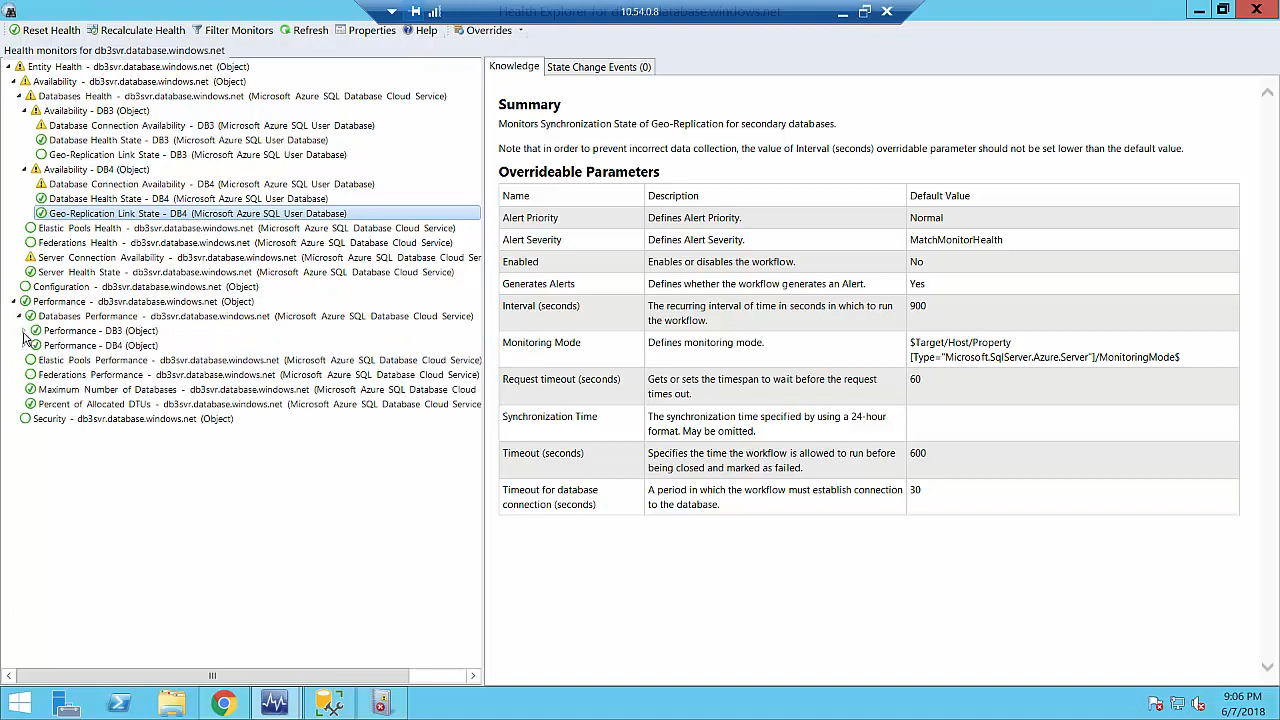 Health Explorer for db3svr.database.windows.net
10.54.0.8
Reset Health Recalculate Health Filter Monitors Refresh Properties Help Overrides
Health monitors for db3svr.database.windows.net
Entity Health - db3svr.database.windows.net (Object)
Availability - db3svr.database.windows.net (Object)
Databases Health - db3svr.database.windows.net (Microsoft Azure SQL Database Cloud Service)
Availability - DB3 (Object)
Database Connection Availability - DB3 (Microsoft Azure SQL User Database)
Database Health State - DB3 (Microsoft Azure SQL User Database)
Geo-Replication Link State - DB3 (Microsoft Azure SQL User Database)
Availability - DB4 (Object)
Database Connection Availability - DB4 (Microsoft Azure SQL User Database)
Database Health State - DB4 (Microsoft Azure SQL User Database)
Geo-Replication Link State - DB4 (Microsoft Azure SQL User Database)
Elastic Pools Health - db3svr.database.windows.net (Microsoft Azure SQL Database Cloud Service)
Federations Health - db3svr.database.windows.net (Microsoft Azure SQL Database Cloud Service)
Server Connection Availability - db3svr.database.windows.net (Microsoft Azure SQL Database Cloud Ser
Server Health State - db3svr.database.windows.net (Microsoft Azure SQL Database Cloud Service)
Configuration - db3svr.database.windows.net (Object)
Performance - db3svr.database.windows.net (Object)
Databases Performance - db3svr.database.windows.net (Microsoft Azure SQL Database Cloud Service)
Performance - DB3 (Object)
Performance - DB4 (Object)
Elastic Pools Performance - db3svr.database.windows.net (Microsoft Azure SQL Database Cloud Service)
Federations Performance - db3svr.database.windows.net (Microsoft Azure SQL Database Cloud Service)
Maximum Number of Databases - db3svr.database.windows.net (Microsoft Azure SQL Database Cloud
Percent of Allocated DTUs - db3svr.database.windows.net (Microsoft Azure SQL Database Cloud Service
Security - db3svr.database.windows.net (Object)
Knowledge State Change Events (0)
Summary
Monitors Synchronization State of Geo-Replication for secondary databases.
Note that in order to prevent incorrect data collection, the value of Interval (seconds) overridable parameter should not be set lower than the default value.
Overrideable Parameters
Name Description Default Value
Alert Priority Defines Alert Priority. Normal
Alert Severity Defines Alert Severity. MatchMonitorHealth
Enabled Enables or disables the workflow. No
Generates Alerts Defines whether the workflow generates an Alert. Yes
Interval (seconds) The recurring interval of time in seconds in which to run 900
the workflow.
Monitoring Mode Defines monitoring mode. $Target/Host/Property
[Type="Microsoft.SqlServer.Azure.Server"]/MonitoringMode$
Request timeout (seconds) Gets or sets the timespan to wait before the request 60
times out.
Synchronization Time The synchronization time specified by using a 24-hour
format. May be omitted.
Timeout (seconds) Specifies the time the workflow is allowed to run before 600
being closed and marked as failed.
Timeout for database A period in which the workflow must establish connection 30
connection (seconds) to the database.
9:06 PM
6/7/2018